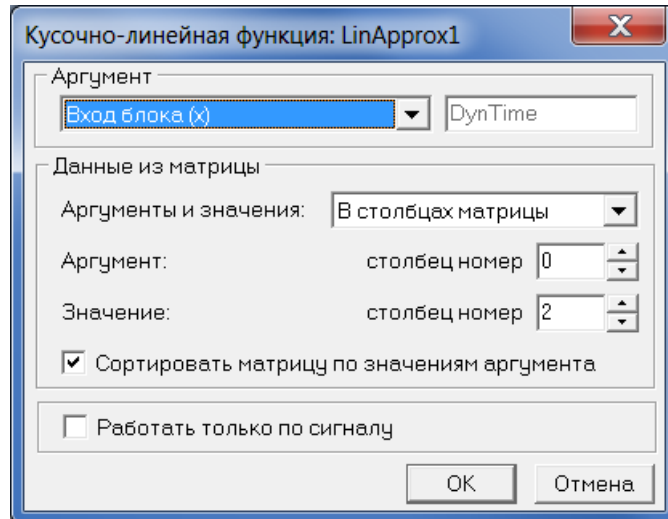 Кусочно-линейная функция: LinApprox1
Аргумент
Вход блока (x) DynTime
Данные из матрицы
Аргументы и значения: В столбцах матрицы
Аргумент: столбец номер 0
Значение: столбец номер 2
Сортировать матрицу по значениям аргумента
Работать только по сигналу
OK Отмена